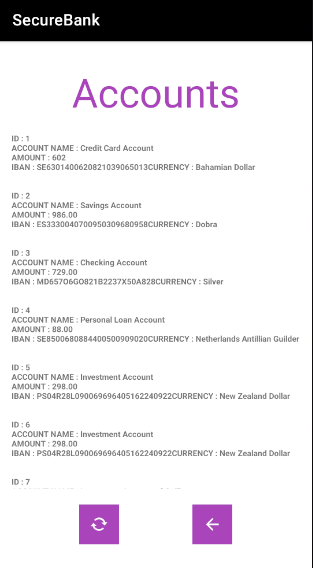 SecureBank
Accounts
ID : 1
ACCOUNT NAME : Credit Card Account
AMOUNT : 602
IBAN : SE6301400620821039065013CURRENCY : Bahamian Dollar
ID : 2
ACCOUNT NAME : Savings Account
AMOUNT : 986.00
IBAN : ES3330040700950309680958CURRENCY : Dobra
ID : 3
ACCOUNT NAME : Checking Account
AMOUNT : 729.00
IBAN : MD657O6GO821B2237X50A828CURRENCY : Silver
ID : 4
ACCOUNT NAME : Personal Loan Account
AMOUNT : 88.00
IBAN : SE8500680884400500909020CURRENCY : Netherlands Antillian Guilder
ID : 5
ACCOUNT NAME : Investment Account
AMOUNT : 298.00
IBAN : PS04R28L090069696405162240922CURRENCY : New Zealand Dollar
ID : 6
ACCOUNT NAME : Investment Account
AMOUNT : 298.00
IBAN : PS04R28L090069696405162240922CURRENCY : New Zealand Dollar
ID : 7